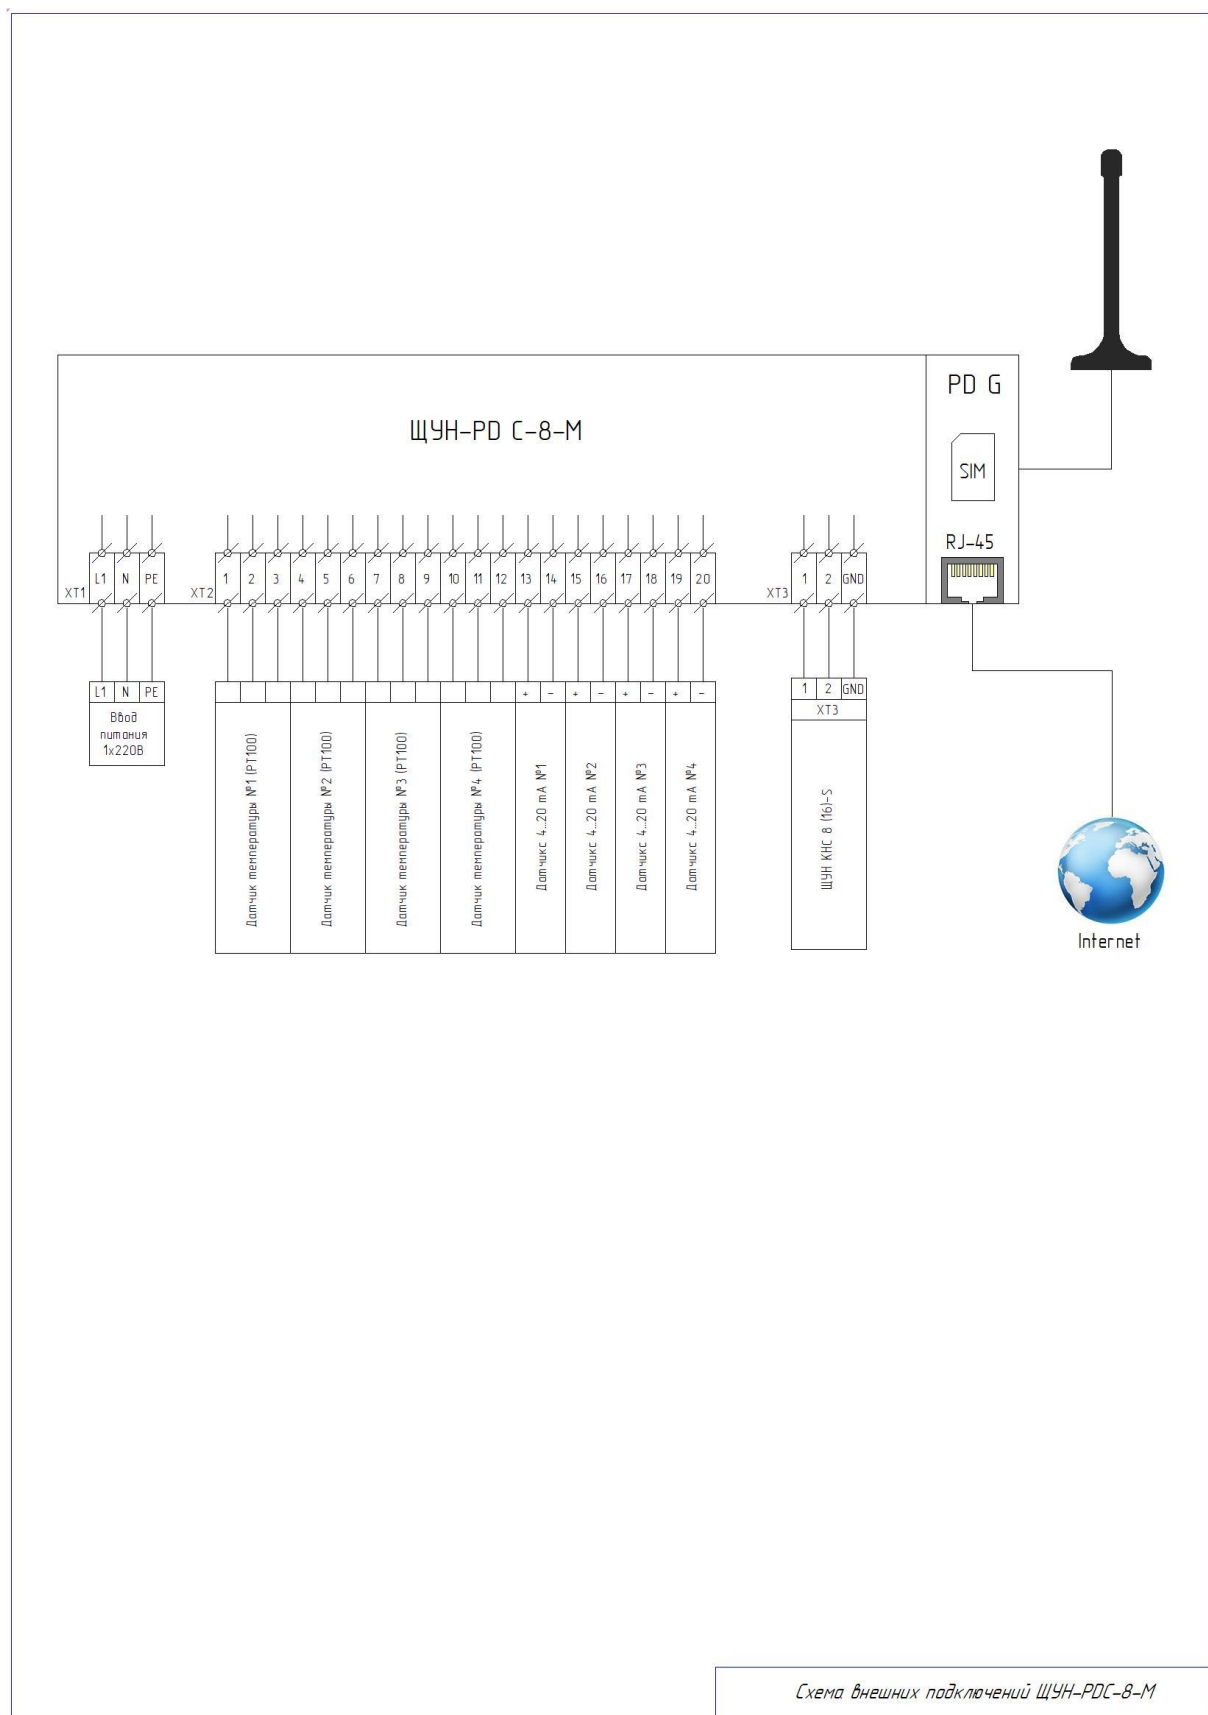 PD G
ЩУН-PD С-8-М
SIM
RJ-45
XT1 L1 N PE
XT2 1 2 3 4 5 6 7 8 9 10 11 12 13 14 15 16 17 18 19 20
XT3 1 2 GND
L1 N PE
Ввод
питания
1x220В
+ - + - + - + -
Датчик температуры №1 (PT100)
Датчик температуры №2 (PT100)
Датчик температуры №3 (PT100)
Датчик температуры №4 (PT100)
Датчикс 4...20 mA №1
Датчикс 4...20 mA №2
Датчикс 4...20 mA №3
Датчикс 4...20 mA №4
1 2 GND
XT3
ЩУН КНС 8 (16)-S
Internet
Схема внешних подключений ЩУН-PDC-8-М